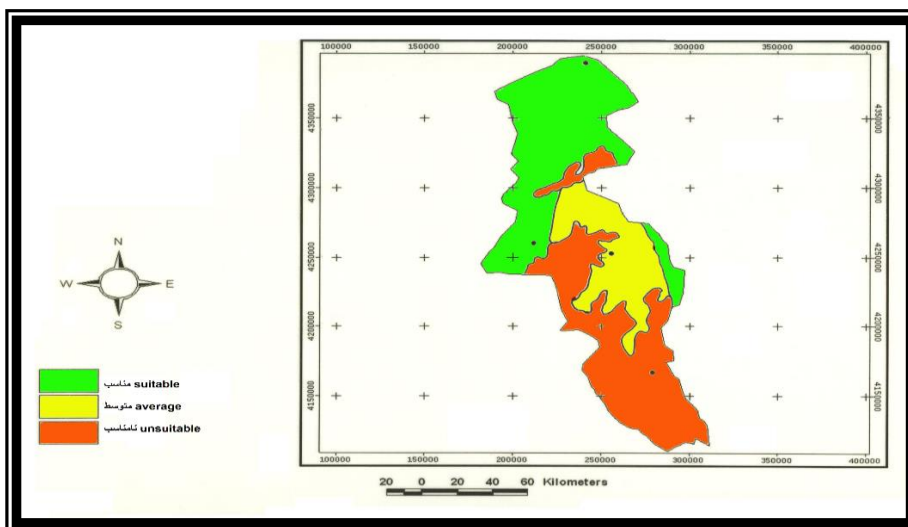 100000 150000 200000 250000 300000 350000 400000
4350000 4350000
4300000 4300000
4250000 4250000
4200000 4200000
4150000 4150000
100000 150000 200000 250000 300000 350000 400000
N
W E
S
مناسب suitable
متوسط average
نامناسب unsuitable
20 0 20 40 60 Kilometers